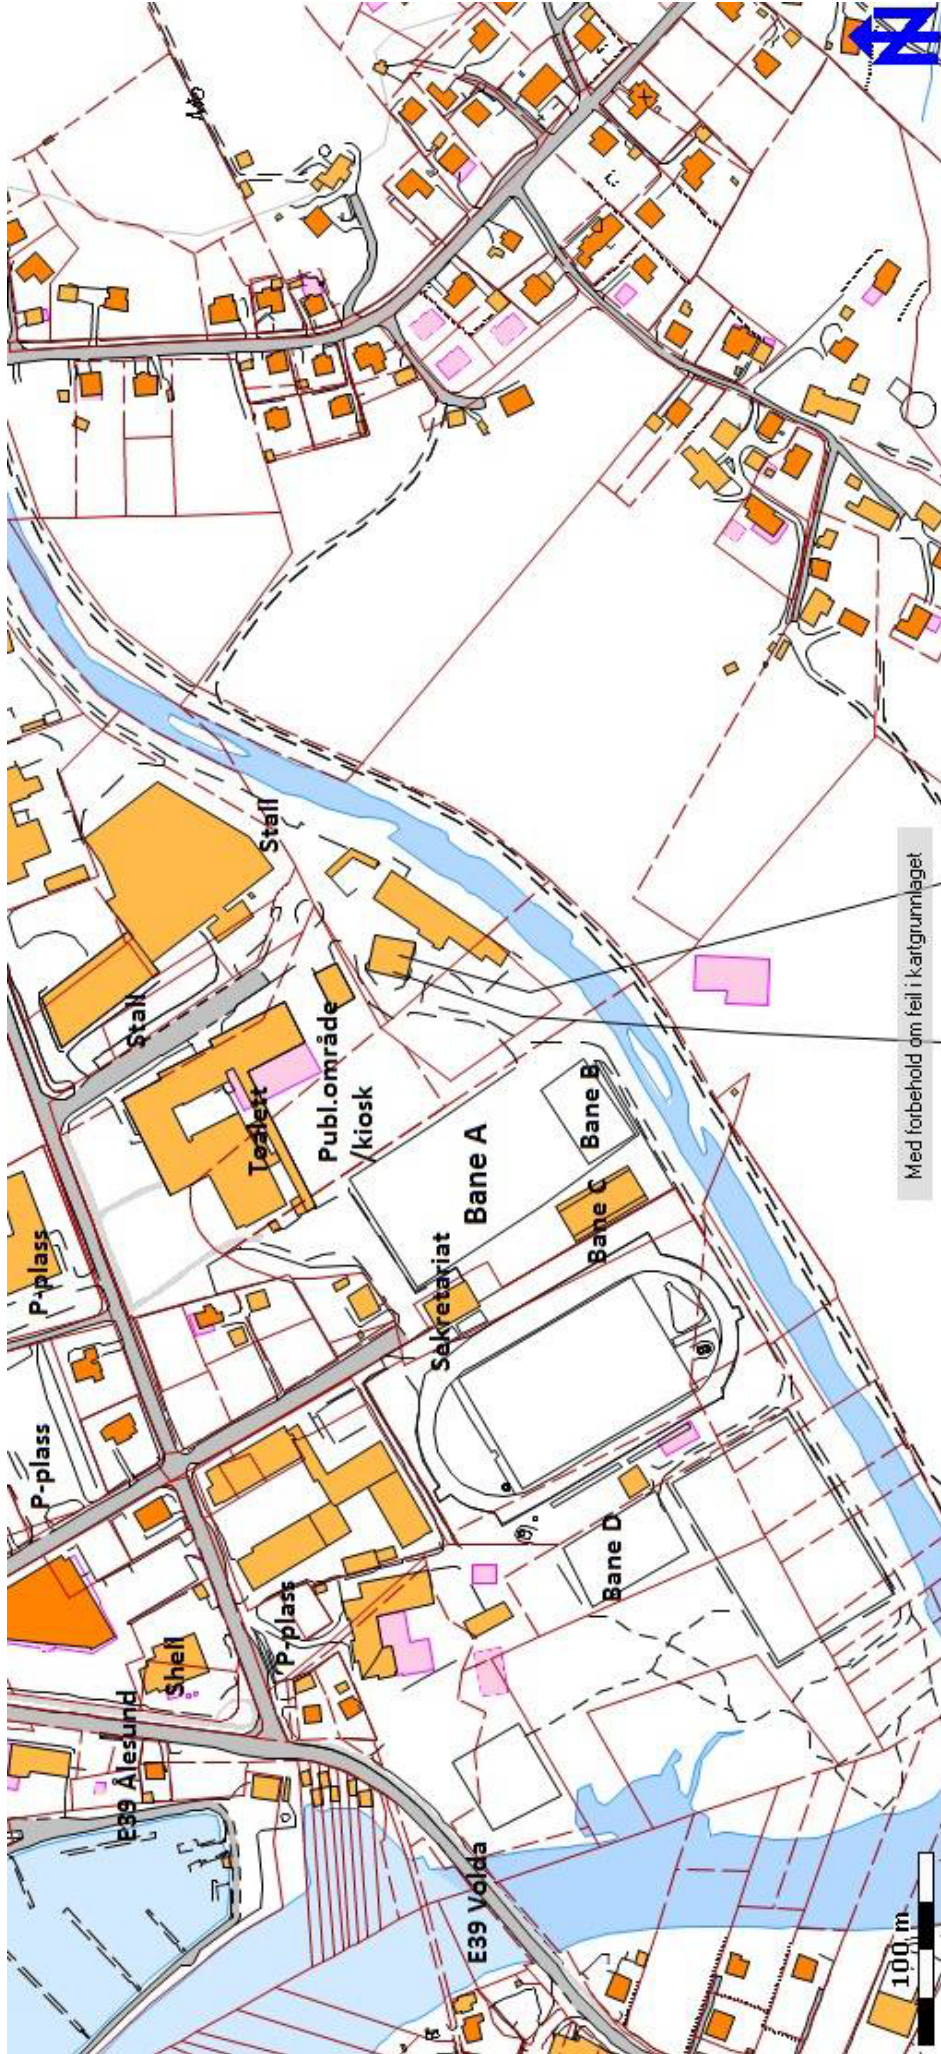 E39 Ålesund
Shell
P-plass
P-plass
P-plass
Stall
Stall
Toalett
Publ.område
/kiosk
Bane A
Bane B
Bane C
Sekretariat
Bane D
E39 Volda
100 m
Med forbehold om feil i kartgrunnlaget
N